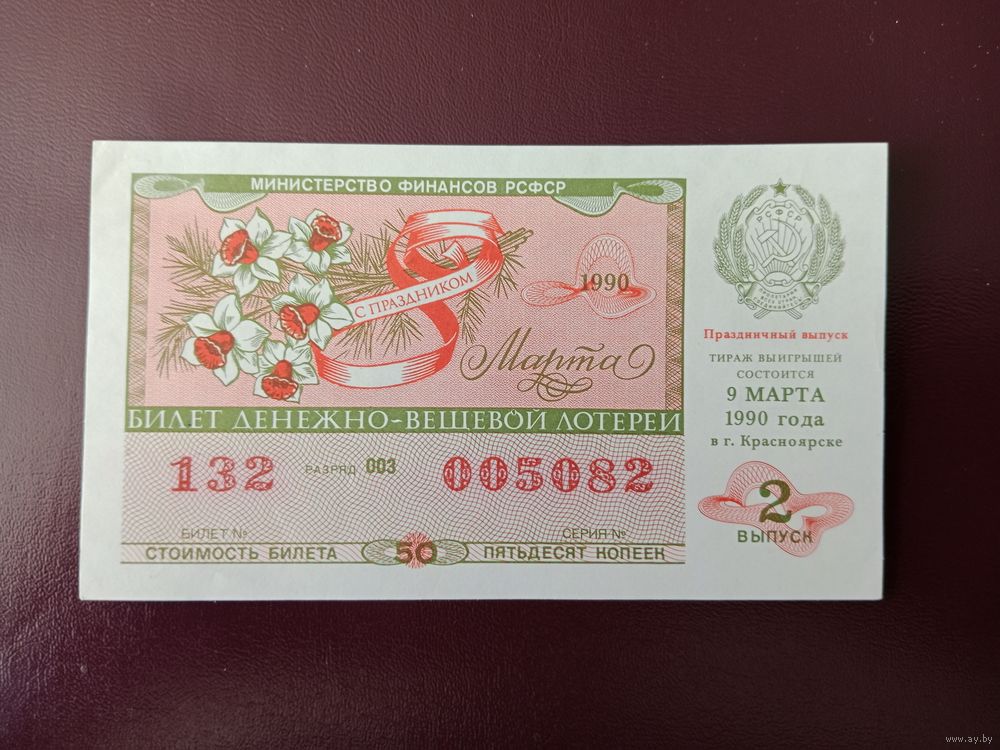 МИНИСТЕРСТВО ФИНАНСОВ РСФСР
С ПРАЗДНИКОМ
8
1990
Марта
БИЛЕТ ДЕНЕЖНО-ВЕЩЕВОЙ ЛОТЕРЕИ
132 РАЗРЯД 003 005082
БИЛЕТ № СЕРИЯ №
СТОИМОСТЬ БИЛЕТА 50 ПЯТЬДЕСЯТ КОПЕЕК
РСФСР
Праздничный выпуск
ТИРАЖ ВЫИГРЫШЕЙ
СОСТОИТСЯ
9 МАРТА
1990 года
в г. Красноярске
2
ВЫПУСК
www.ay.by